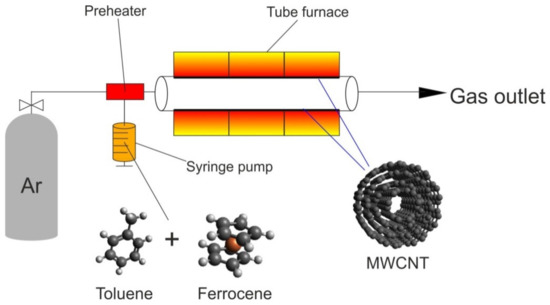 Preheater
Tube furnace
Gas outlet
Syringe pump
Ar
+
MWCNT
Toluene
Ferrocene